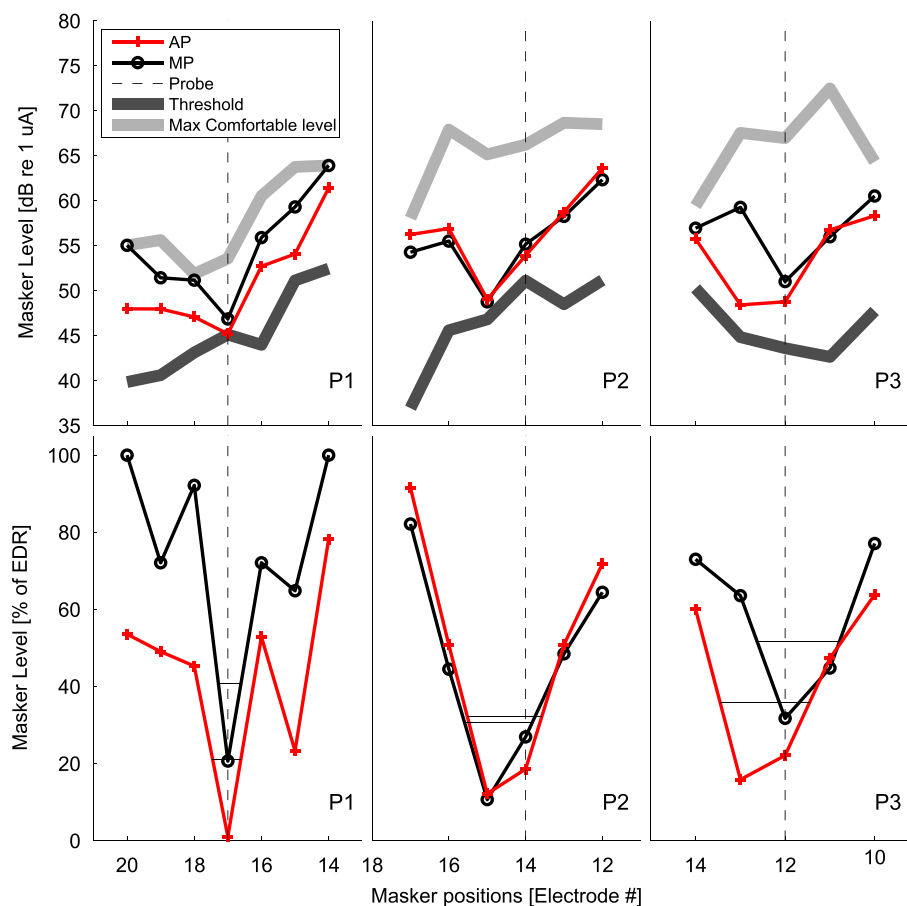 80
75
70
65
60
55
50
45
40
35
Masker Level [dB re 1 uA]
AP
MP
Probe
Threshold
Max Comfortable level
P1
P2
P3
100
80
60
40
20
0
Masker Level [% of EDR]
P1
P2
P3
20 18 16 14 18 16 14 12 14 12 10
Masker positions [Electrode #]